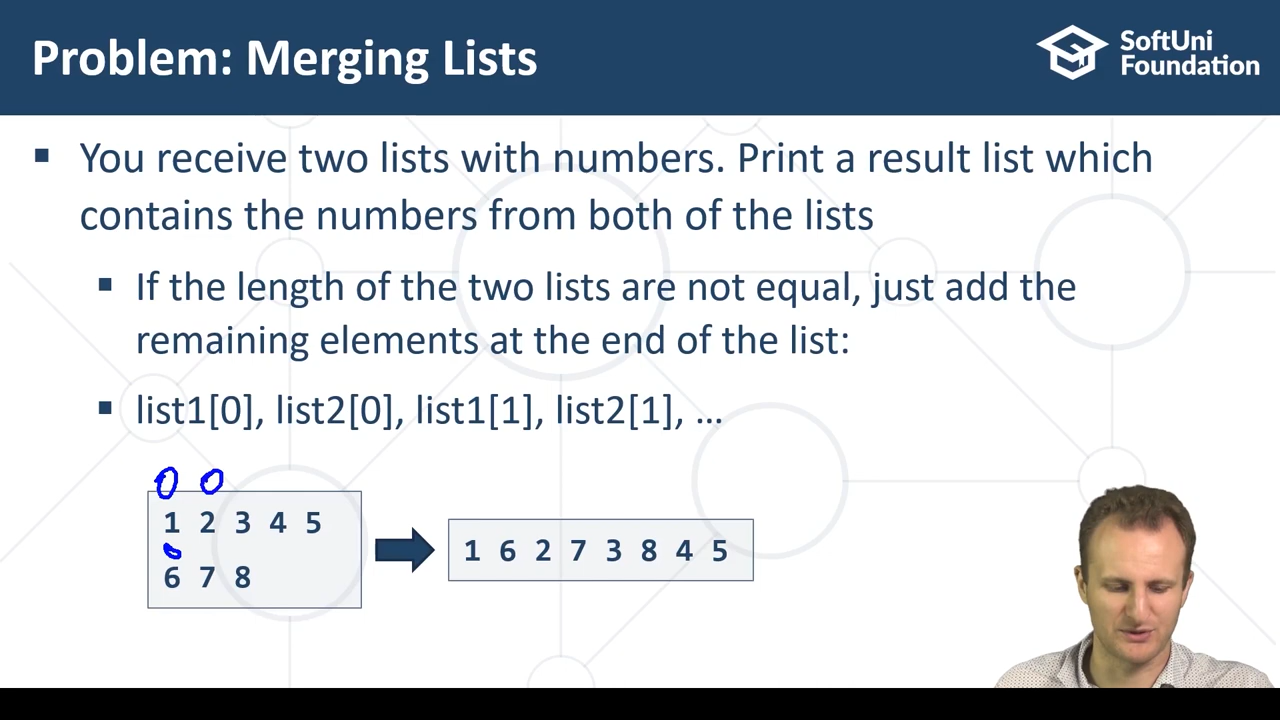 Problem: Merging Lists
SoftUni
Foundation
▪ You receive two lists with numbers. Print a result list which
contains the numbers from both of the lists
▪ If the length of the two lists are not equal, just add the
remaining elements at the end of the list:
▪ list1[0], list2[0], list1[1], list2[1], …
0 0
1 2 3 4 5
6 7 8
1 6 2 7 3 8 4 5